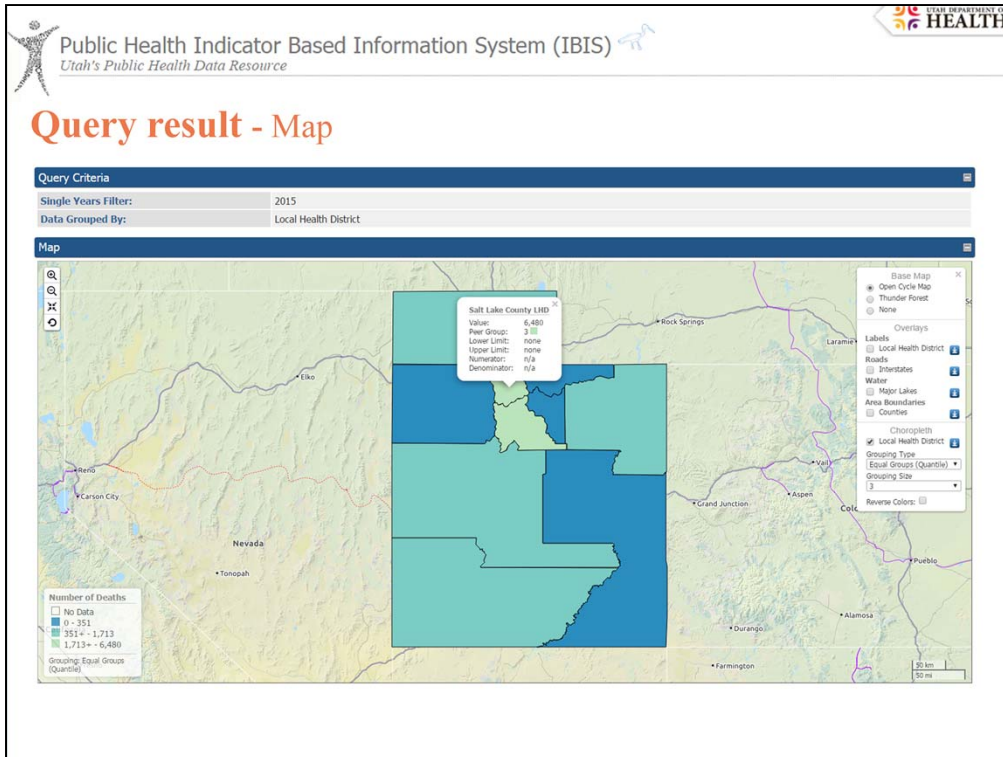 UTAH DEPARTMENT O
HEALTH
Public Health Indicator Based Information System (IBIS)
Utah's Public Health Data Resource
Query result - Map
Query Criteria
Single Years Filter: 2015
Data Grouped By: Local Health District
Map
Salt Lake County LHD
Value: 6,480
Peer Group: 3
Lower Limit: none
Upper Limit: none
Numerator: n/a
Denominator: n/a
Base Map
Open Cycle Map
Thunder Forest
None
Overlays
Labels
Local Health District
Roads
Interstates
Water
Major Lakes
Area Boundaries
Counties
Choropleth
Local Health District
Grouping Type
Equal Groups (Quantile)
Grouping Size
3
Reverse Colors:
Rock Springs
Laramie
Elko
Reno
Carson City
Vail
Aspen
Grand Junction
Colo
Nevada
Tonopah
Pueblo
Alamosa
Durango
Farmington
Number of Deaths
No Data
0 - 351
351+ - 1,713
1,713+ - 6,480
Grouping: Equal Groups
(Quantile)
50 km
50 mi